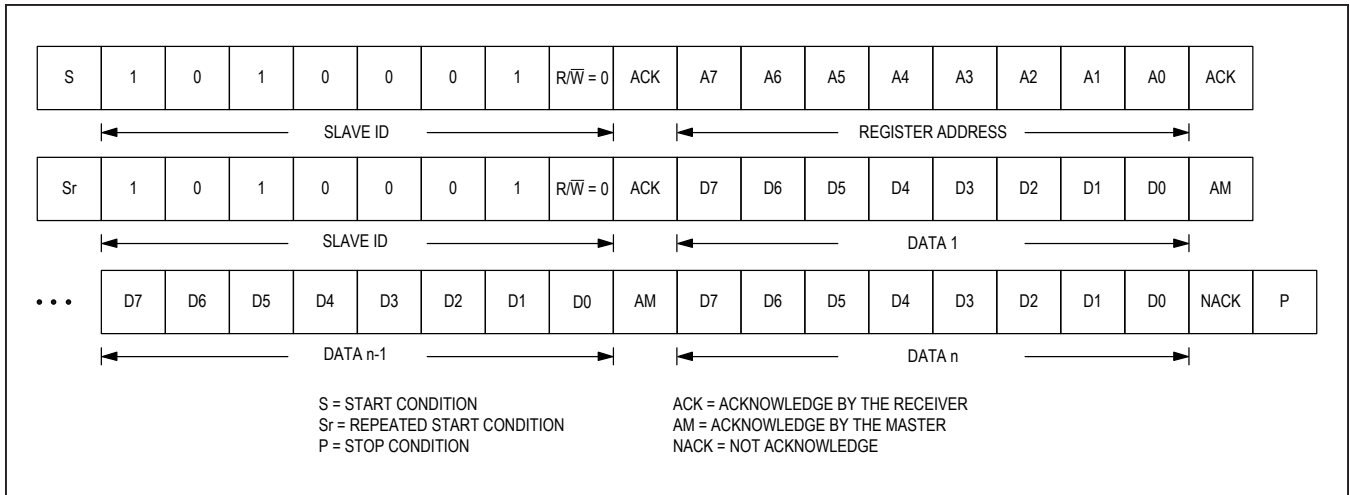 S 1 0 1 0 0 0 1 R/W̅ = 0 ACK A7 A6 A5 A4 A3 A2 A1 A0 ACK
SLAVE ID REGISTER ADDRESS
Sr 1 0 1 0 0 0 1 R/W̅ = 0 ACK D7 D6 D5 D4 D3 D2 D1 D0 AM
SLAVE ID DATA 1
••• D7 D6 D5 D4 D3 D2 D1 D0 AM D7 D6 D5 D4 D3 D2 D1 D0 NACK P
DATA n-1 DATA n
S = START CONDITION
Sr = REPEATED START CONDITION
P = STOP CONDITION
ACK = ACKNOWLEDGE BY THE RECEIVER
AM = ACKNOWLEDGE BY THE MASTER
NACK = NOT ACKNOWLEDGE